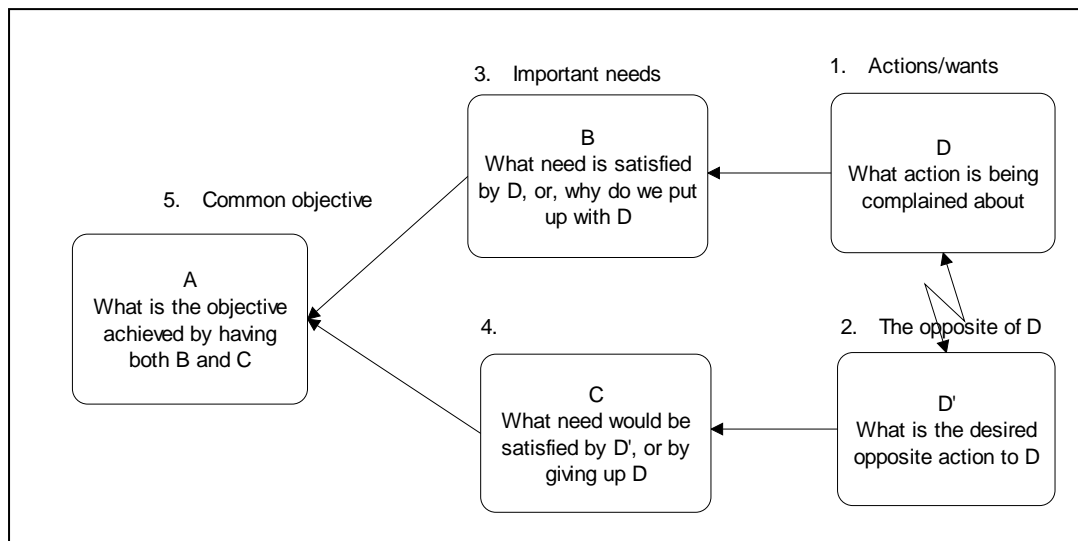 1. Actions/wants
D
What action is being
complained about
2. The opposite of D
D'
What is the desired
opposite action to D
3. Important needs
B
What need is satisfied
by D, or, why do we put
up with D
4.
C
What need would be
satisfied by D', or by
giving up D
5. Common objective
A
What is the objective
achieved by having
both B and C